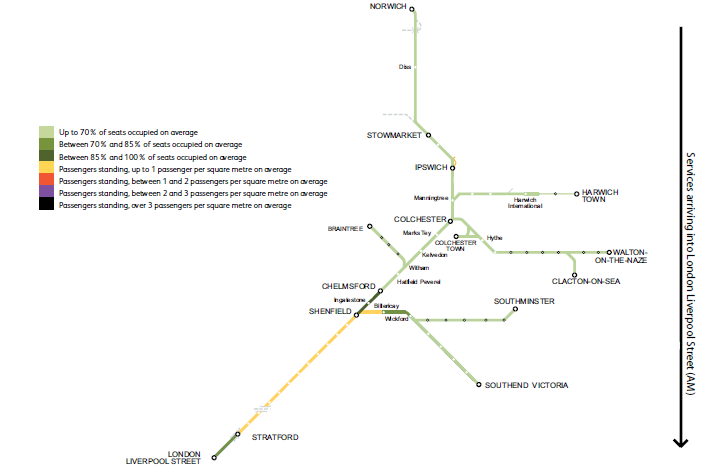 NORWICH
Diss
STOWMARKET
IPSWICH
Up to 70% of seats occupied on average
Between 70% and 85% of seats occupied on average
Between 85% and 100% of seats occupied on average
Passengers standing, up to 1 passenger per square metre on average
Passengers standing, between 1 and 2 passengers per square metre on average
Passengers standing, between 2 and 3 passengers per square metre on average
Passengers standing, over 3 passengers per square metre on average
Manningtree
Harwich
International
HARWICH
TOWN
COLCHESTER
BRAINTREE
Marks Tey
COLCHESTER
TOWN
Hythe
Kelvedon
WALTON-
ON-THE-NAZE
Witham
CLACTON-ON-SEA
Hatfield Peverel
CHELMSFORD
Ingatestone
Billericay
SOUTHMINSTER
SHENFIELD
Wickford
SOUTHEND VICTORIA
STRATFORD
LONDON
LIVERPOOL STREET
Services arriving into London Liverpool Street (AM)